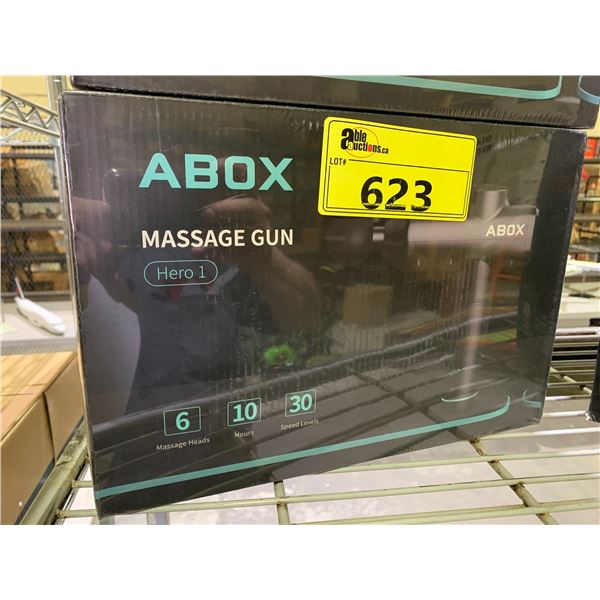 able
auctions.ca
LOT#
623
ABOX
MASSAGE GUN
Hero 1
ABOX
6
Massage Heads
10
Hours
30
Speed Levels